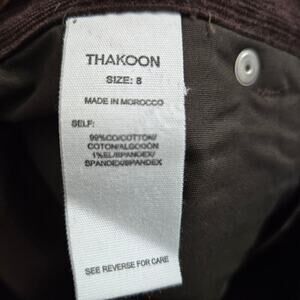 THAKOON
SIZE: 8
MADE IN MOROCCO
SELF:
99%CO/COTTON/
COTON/ALGODÓN
1%EL/SPANDEX/
SPANDEX/SPANDEX
SEE REVERSE FOR CARE